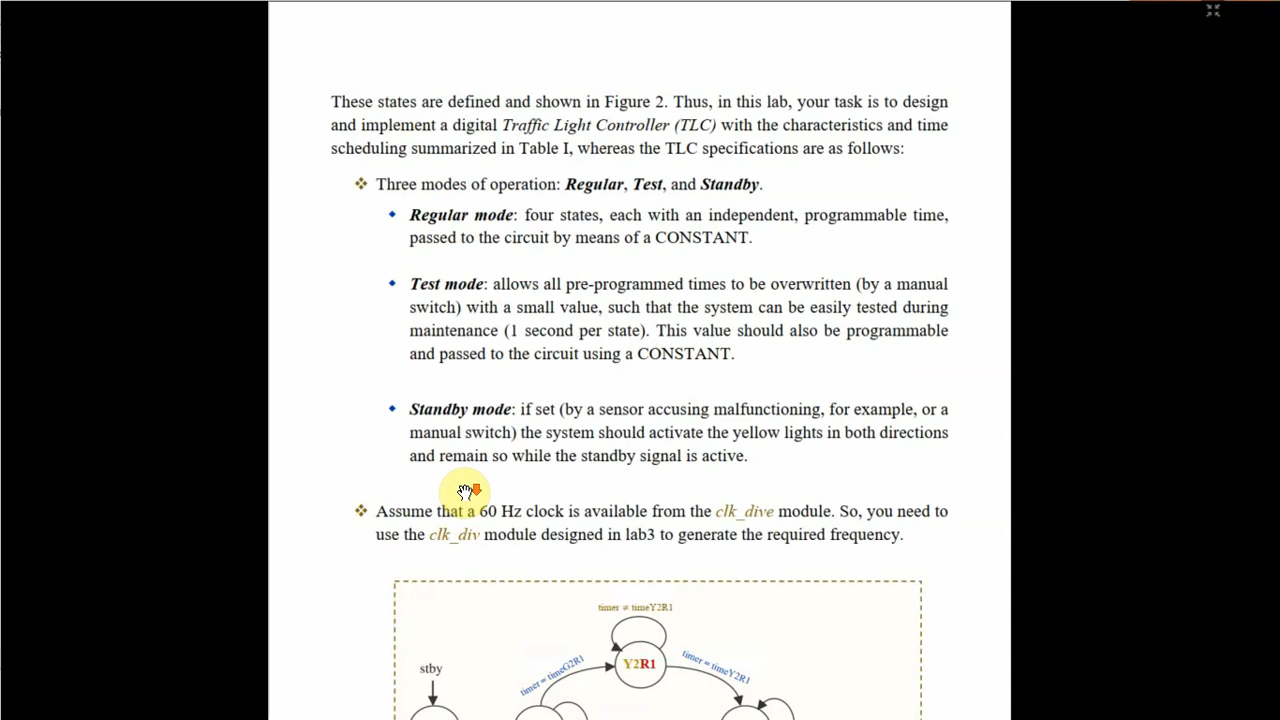 These states are defined and shown in Figure 2. Thus, in this lab, your task is to design
and implement a digital Traffic Light Controller (TLC) with the characteristics and time
scheduling summarized in Table I, whereas the TLC specifications are as follows:
❖ Three modes of operation: Regular, Test, and Standby.
Regular mode: four states, each with an independent, programmable time,
passed to the circuit by means of a CONSTANT.
Test mode: allows all pre-programmed times to be overwritten (by a manual
switch) with a small value, such that the system can be easily tested during
maintenance (1 second per state). This value should also be programmable
and passed to the circuit using a CONSTANT.
Standby mode: if set (by a sensor accusing malfunctioning, for example, or a
manual switch) the system should activate the yellow lights in both directions
and remain so while the standby signal is active.
❖ Assume that a 60 Hz clock is available from the clk_dive module. So, you need to
use the clk_div module designed in lab3 to generate the required frequency.
timer ≠ timeY2R1
Y2R1
timer = timeG2R1
timer = timeY2R1
stby